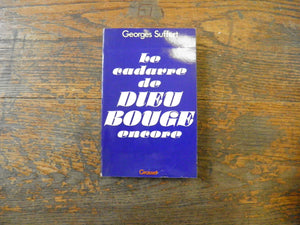 Georges Suffert
Le
cadavre
de
DIEU
BOUGE
encore
Grasset